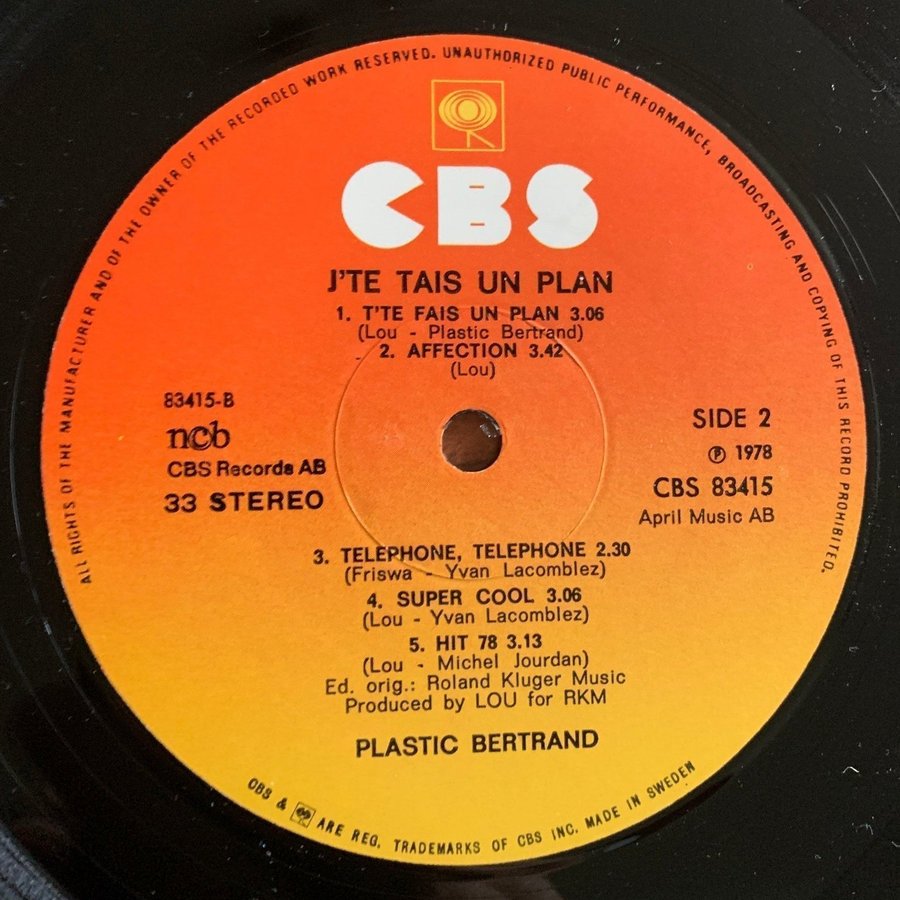 ALL RIGHTS OF THE MANUFACTURER AND OF THE OWNER OF THE RECORDED WORK RESERVED. UNAUTHORIZED PUBLIC PERFORMANCE, BROADCASTING AND COPYING OF THIS RECORD PROHIBITED.
CBS
J'TE TAIS UN PLAN
1. T'TE FAIS UN PLAN 3.06
(Lou - Plastic Bertrand)
2. AFFECTION 3.42
(Lou)
83415-B
ncb
CBS Records AB
33 STEREO
SIDE 2
℗ 1978
CBS 83415
April Music AB
3. TELEPHONE, TELEPHONE 2.30
(Friswa - Yvan Lacomblez)
4. SUPER COOL 3.06
(Lou - Yvan Lacomblez)
5. HIT 78 3.13
(Lou - Michel Jourdan)
Ed. orig.: Roland Kluger Music
Produced by LOU for RKM
PLASTIC BERTRAND
CBS & ARE REG. TRADEMARKS OF CBS INC. MADE IN SWEDEN